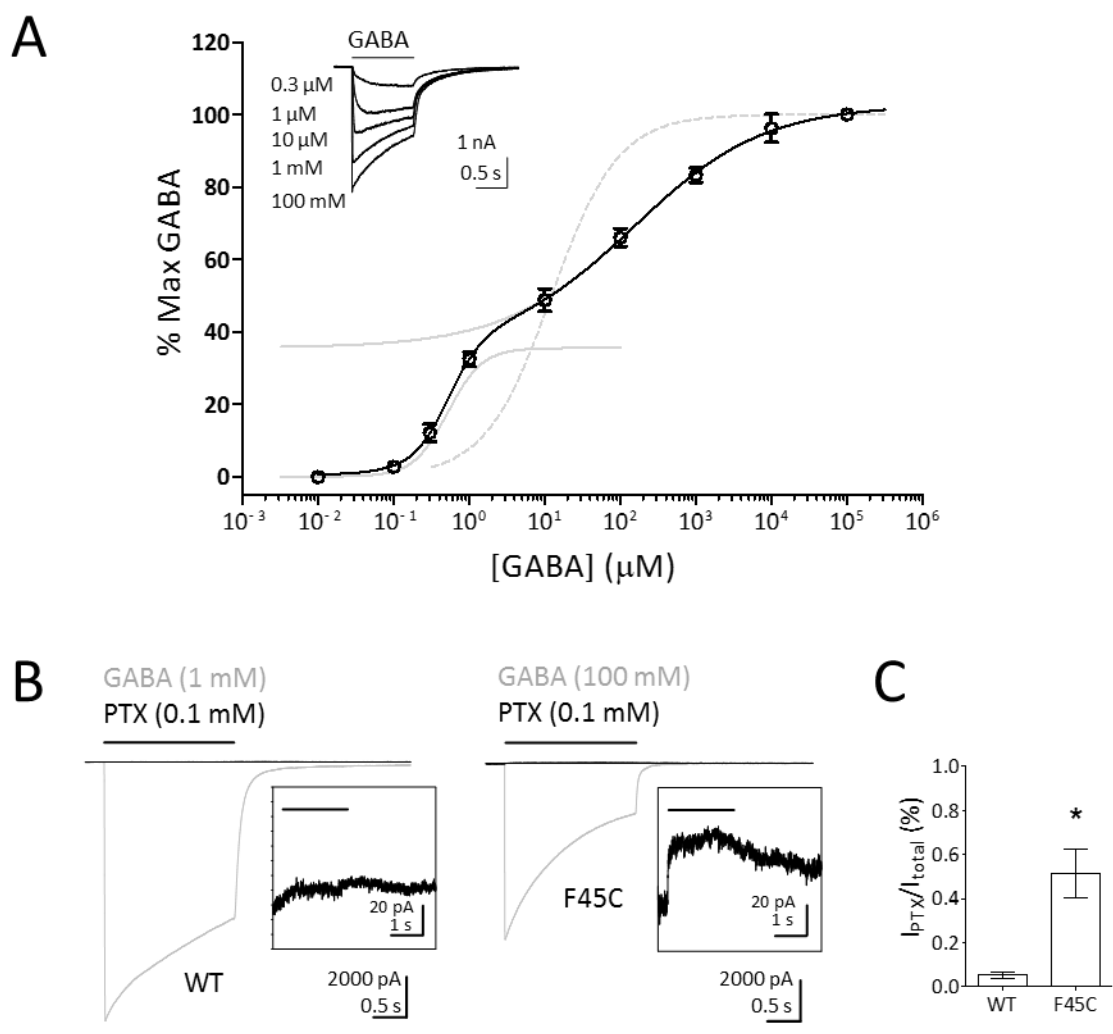 A
GABA
0.3 µM
1 µM
10 µM
1 mM
100 mM
1 nA
0.5 s
% Max GABA
120
100
80
60
40
20
0
10⁻³ 10⁻² 10⁻¹ 10⁰ 10¹ 10² 10³ 10⁴ 10⁵ 10⁶
[GABA] (µM)
B
GABA (1 mM)
PTX (0.1 mM)
20 pA
1 s
WT
2000 pA
0.5 s
GABA (100 mM)
PTX (0.1 mM)
20 pA
1 s
F45C
2000 pA
0.5 s
C
I_PTX/I_total (%)
1.0
0.8
0.6
0.4
0.2
0.0
*
WT F45C